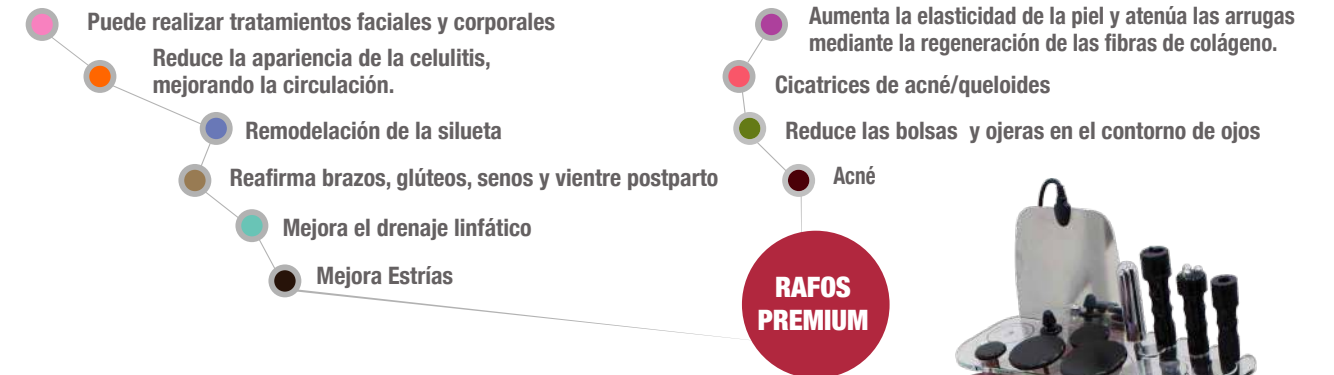 Puede realizar tratamientos faciales y corporales
Reduce la apariencia de la celulitis,
mejorando la circulación.
Remodelación de la silueta
Reafirma brazos, glúteos, senos y vientre postparto
Mejora el drenaje linfático
Mejora Estrías
Aumenta la elasticidad de la piel y atenúa las arrugas
mediante la regeneración de las fibras de colágeno.
Cicatrices de acné/queloides
Reduce las bolsas y ojeras en el contorno de ojos
Acné
RAFOS
PREMIUM